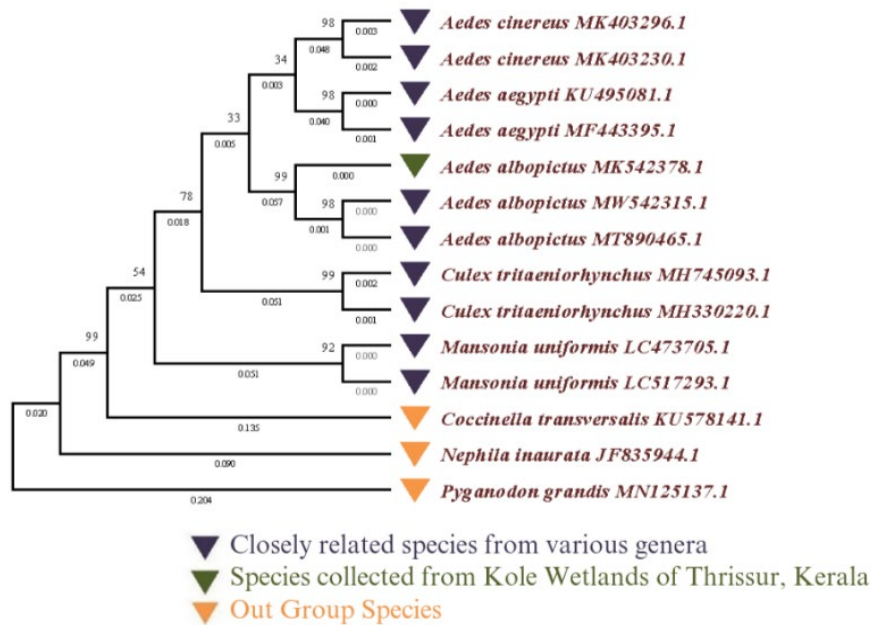 98
0.003
Aedes cinereus MK403296.1
0.048
34
0.002
Aedes cinereus MK403230.1
0.003
98
0.000
Aedes aegypti KU495081.1
33
0.040
0.001
Aedes aegypti MF443395.1
0.005
99
0.000
Aedes albopictus MK542378.1
78
0.057
98
0.000
Aedes albopictus MW542315.1
0.018
0.001
0.000
Aedes albopictus MT890465.1
54
99
0.002
Culex tritaeniorhynchus MH745093.1
0.025
0.051
0.001
Culex tritaeniorhynchus MH330220.1
99
92
0.000
Mansonia uniformis LC473705.1
0.049
0.051
0.000
Mansonia uniformis LC517293.1
0.020
0.135
Coccinella transversalis KU578141.1
0.090
Nephila inaurata JF835944.1
0.204
Pyganodon grandis MN125137.1
Closely related species from various genera
Species collected from Kole Wetlands of Thrissur, Kerala
Out Group Species